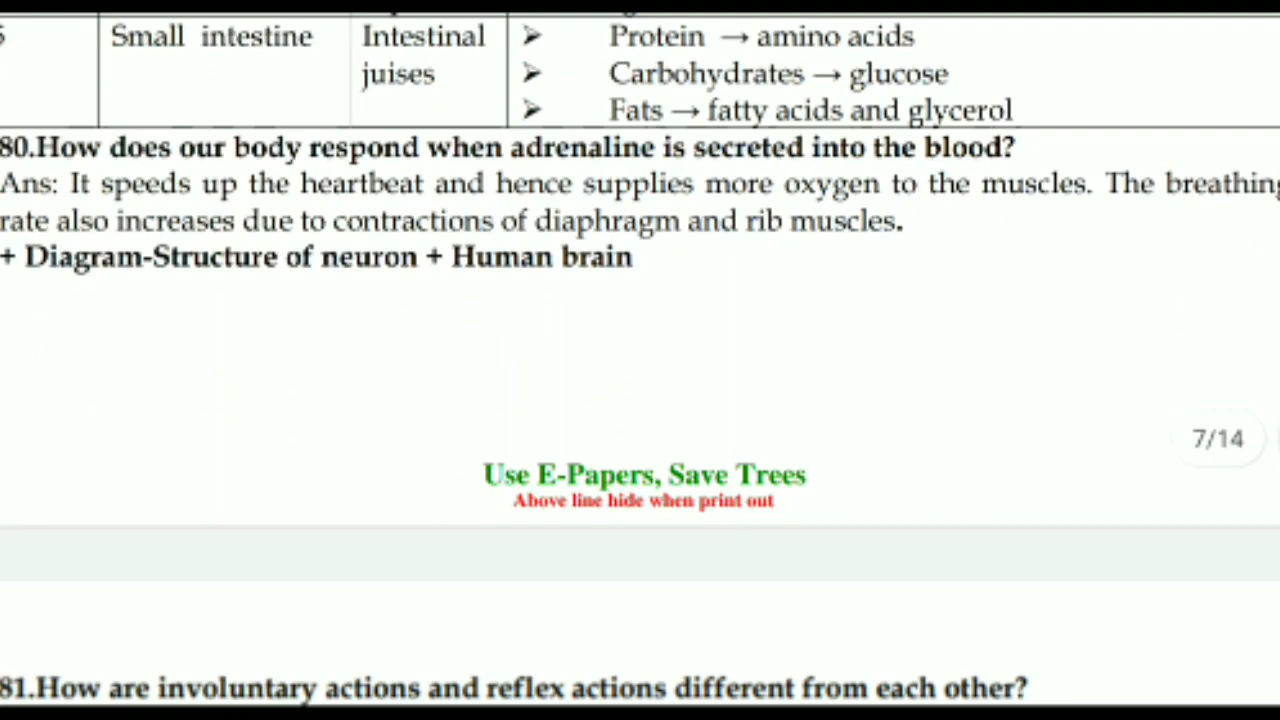 Small intestine Intestinal ➢ Protein → amino acids
juises ➢ Carbohydrates → glucose
➢ Fats → fatty acids and glycerol
80.How does our body respond when adrenaline is secreted into the blood?
Ans: It speeds up the heartbeat and hence supplies more oxygen to the muscles. The breathing
rate also increases due to contractions of diaphragm and rib muscles.
+ Diagram-Structure of neuron + Human brain
7/14
Use E-Papers, Save Trees
Above line hide when print out
81.How are involuntary actions and reflex actions different from each other?